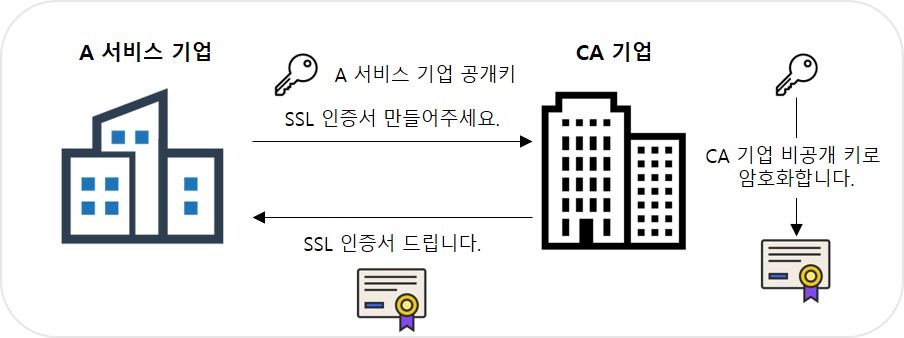 A 서비스 기업
CA 기업
A 서비스 기업 공개키
SSL 인증서 만들어주세요.
CA 기업 비공개 키로
암호화합니다.
SSL 인증서 드립니다.